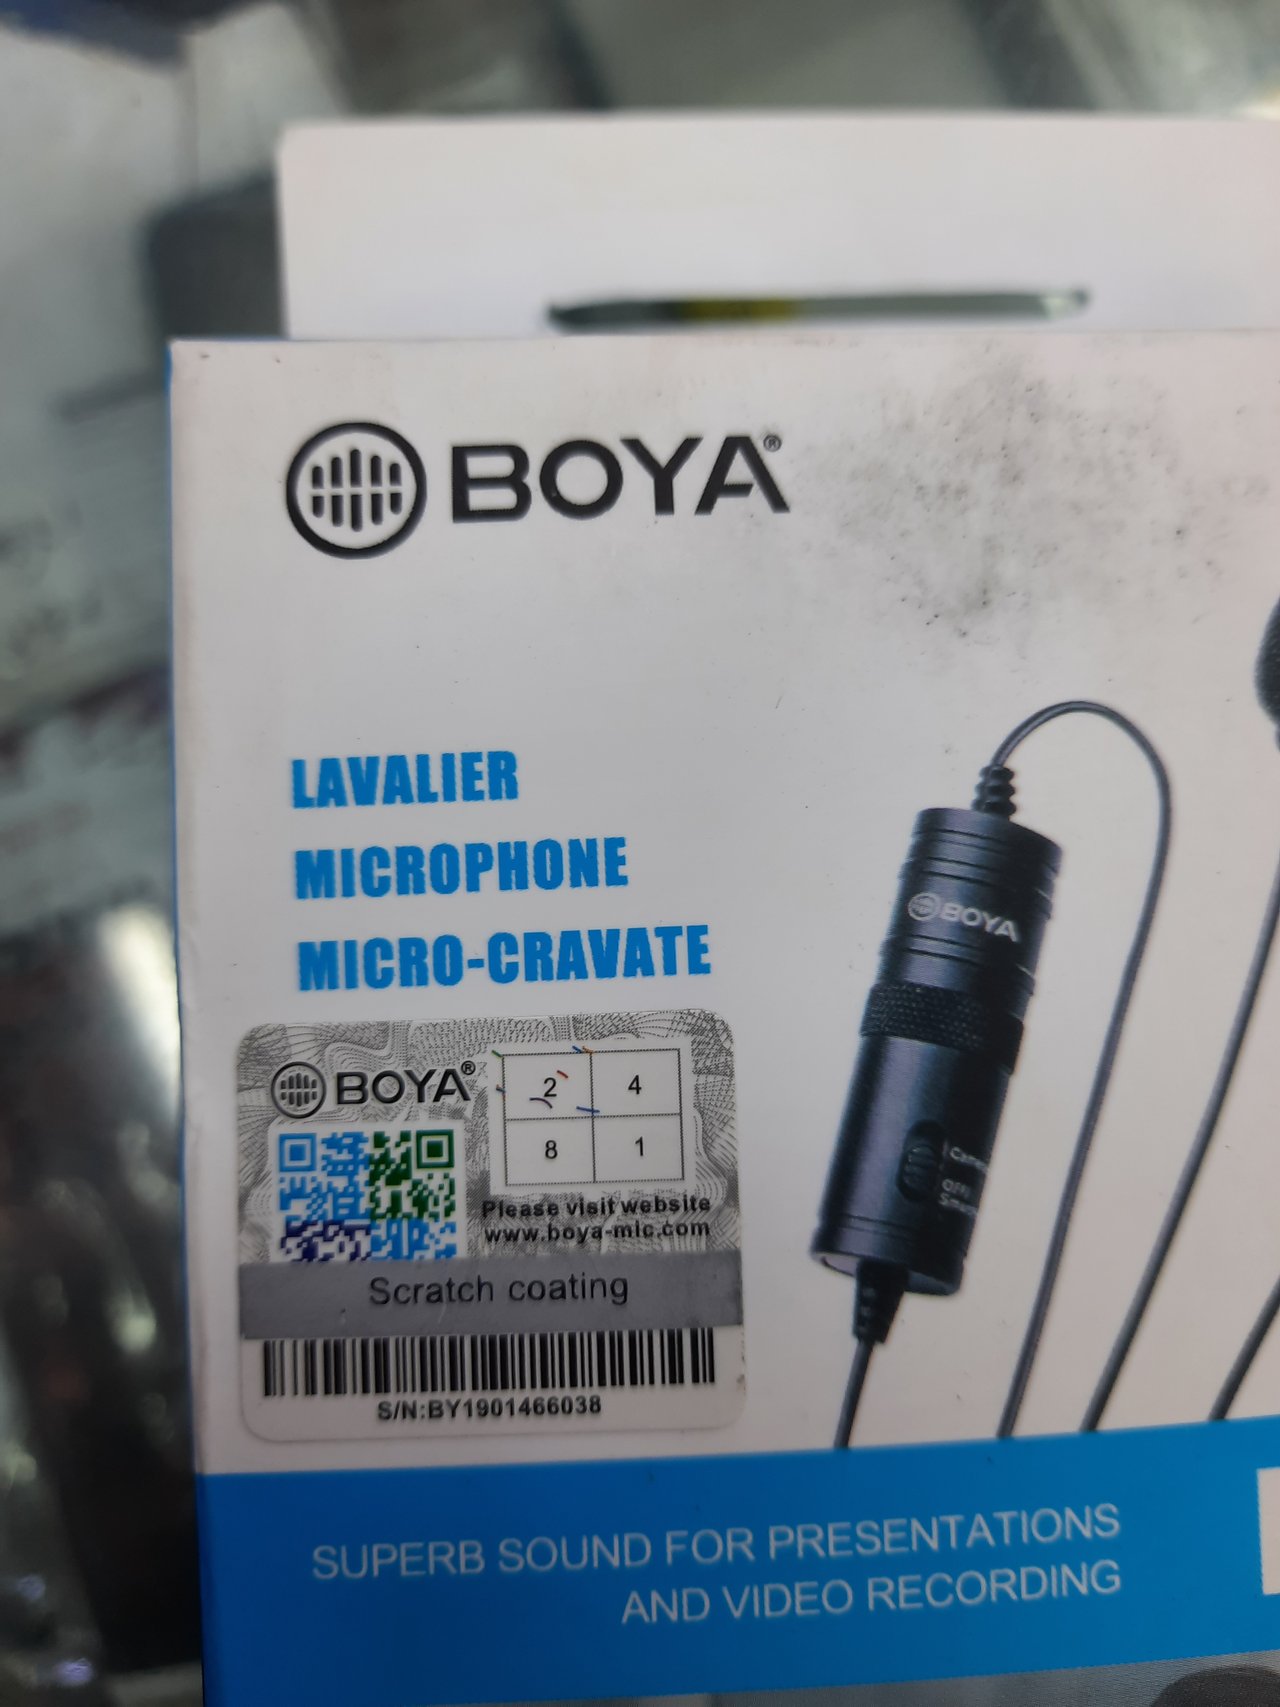 BOYA®
LAVALIER
MICROPHONE
MICRO-CRAVATE
BOYA
OFF/
BOYA®
2 4
8 1
Please visit website
www.boya-mic.com
Scratch coating
S/N:BY1901466038
SUPERB SOUND FOR PRESENTATIONS
AND VIDEO RECORDING